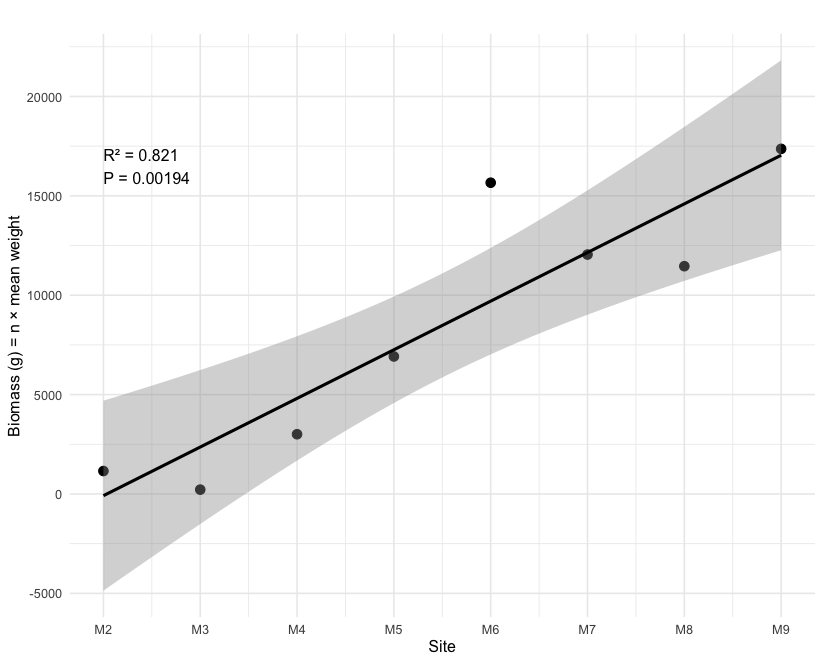 R² = 0.821
P = 0.00194
Biomass (g) = n × mean weight
20000
15000
10000
5000
0
-5000
M2 M3 M4 M5 M6 M7 M8 M9
Site